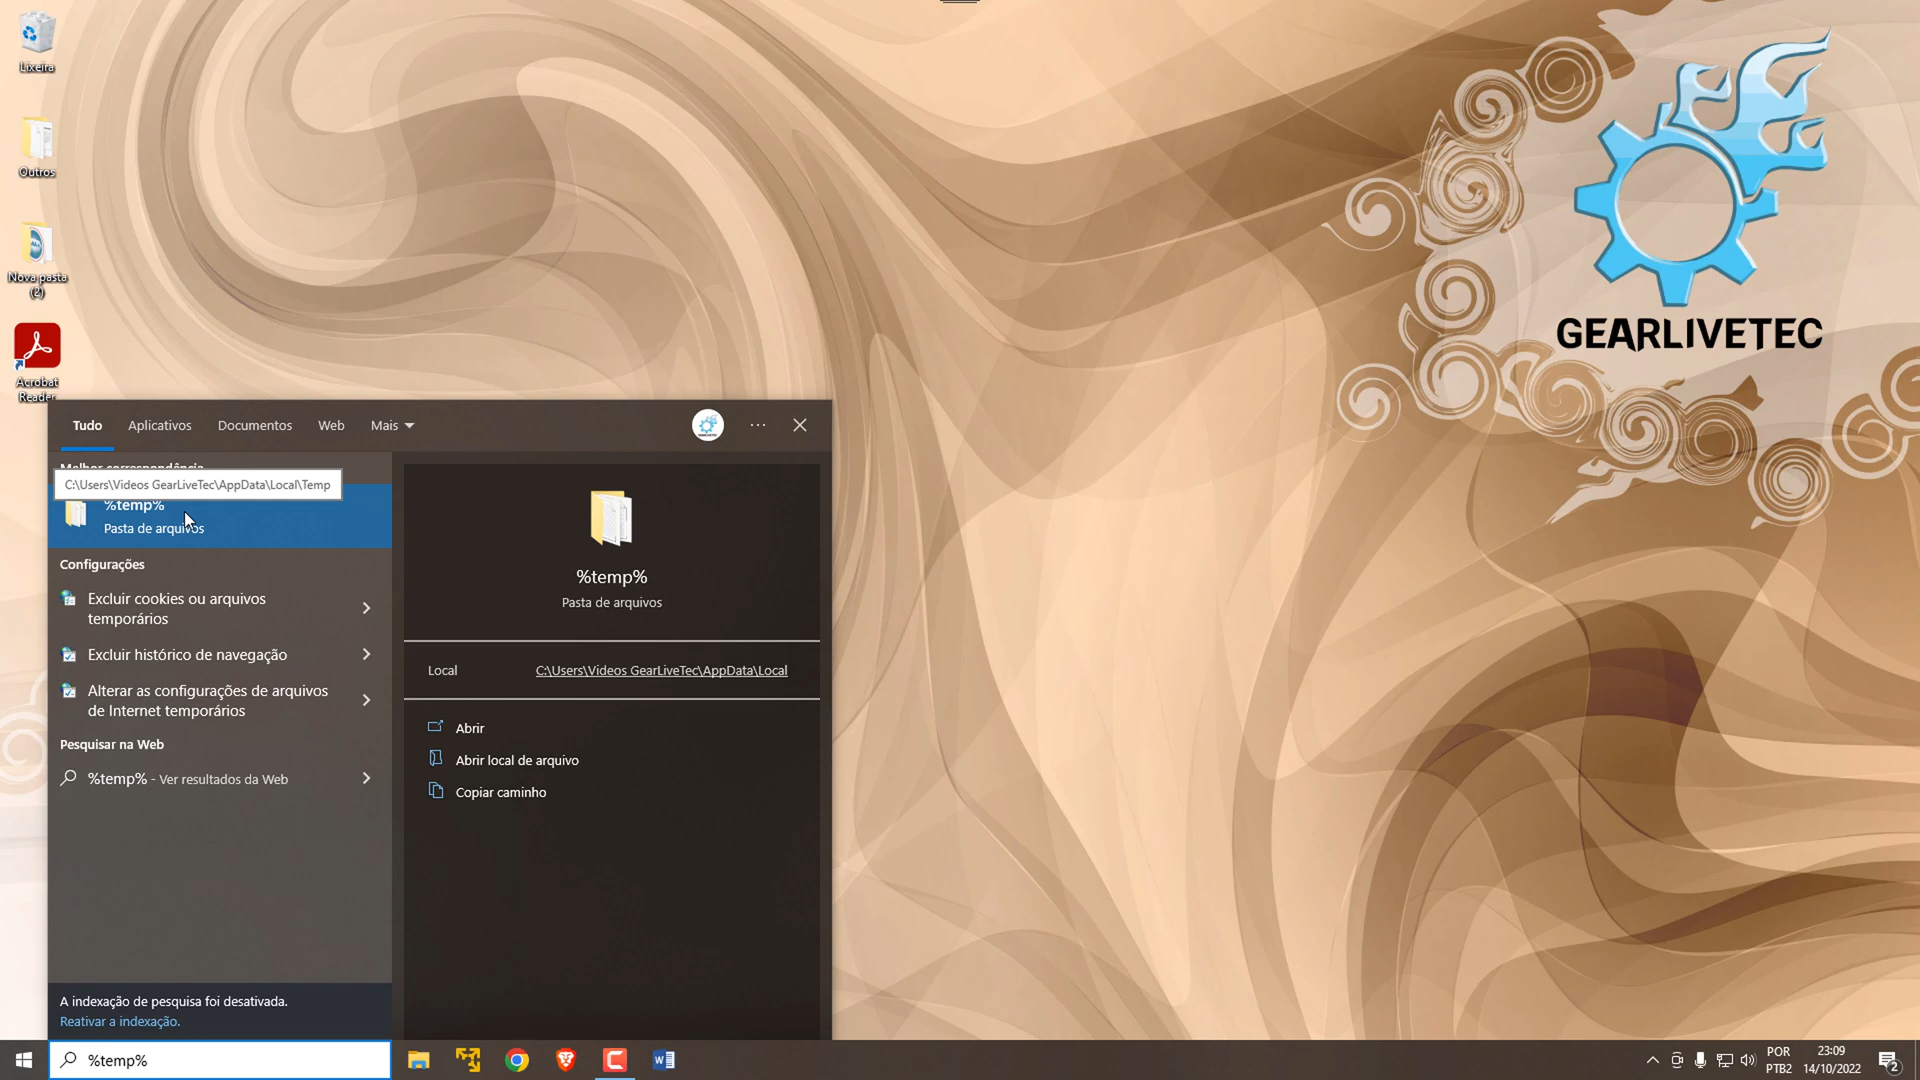 Lixeira
Outros
Nova pasta
(2)
Acrobat
Reader
GEARLIVETEC
Tudo
Aplicativos
Documentos
Web
Mais
Melhor correspondência
C:\Users\Videos GearLiveTec\AppData\Local\Temp
%temp%
Pasta de arquivos
Configurações
Excluir cookies ou arquivos
temporários
Excluir histórico de navegação
Alterar as configurações de arquivos
de Internet temporários
Pesquisar na Web
%temp% - Ver resultados da Web
A indexação de pesquisa foi desativada.
Reativar a indexação.
%temp%
Pasta de arquivos
Local
C:\Users\Videos GearLiveTec\AppData\Local
Abrir
Abrir local de arquivo
Copiar caminho
%temp%
POR
PTB2
23:09
14/10/2022
2